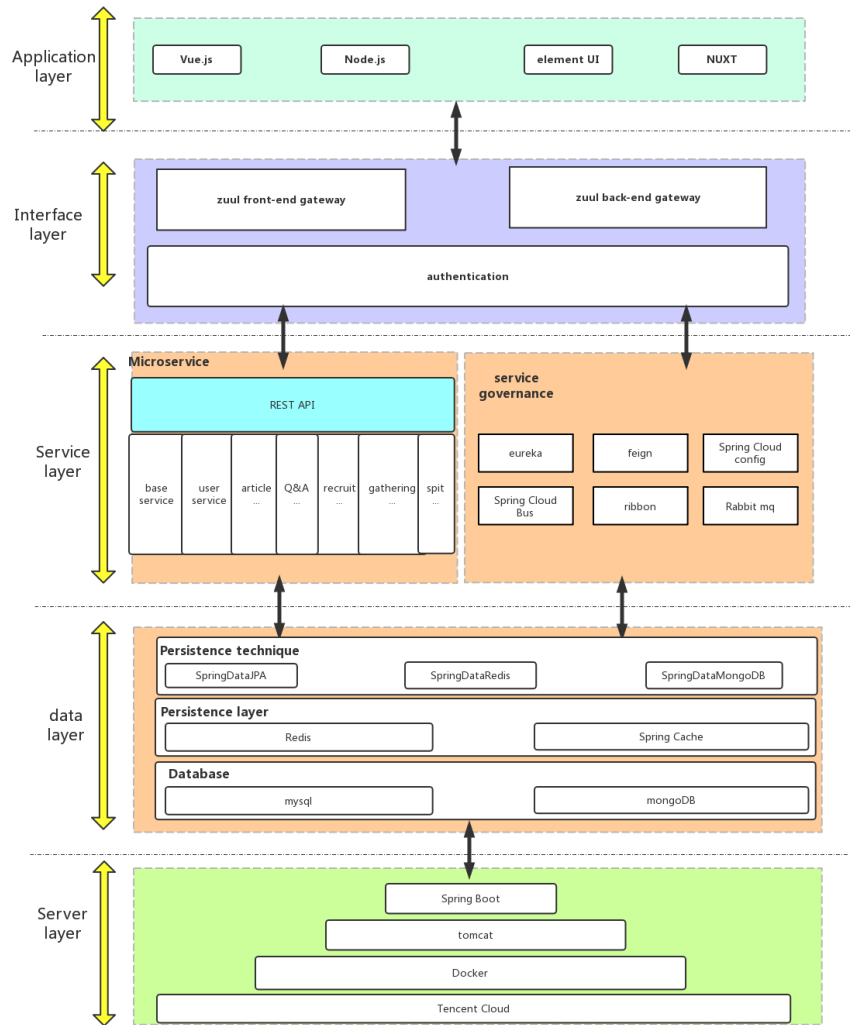 Application
layer
Vue.js
Node.js
element UI
NUXT
Interface
layer
zuul front-end gateway
zuul back-end gateway
authentication
Service
layer
Microservice
REST API
base
service
user
service
article
...
Q&A
...
recruit
...
gathering
...
spit
...
service
governance
eureka
feign
Spring Cloud
config
Spring Cloud
Bus
ribbon
Rabbit mq
data
layer
Persistence technique
SpringDataJPA
SpringDataRedis
SpringDataMongoDB
Persistence layer
Redis
Spring Cache
Database
mysql
mongoDB
Server
layer
Spring Boot
tomcat
Docker
Tencent Cloud